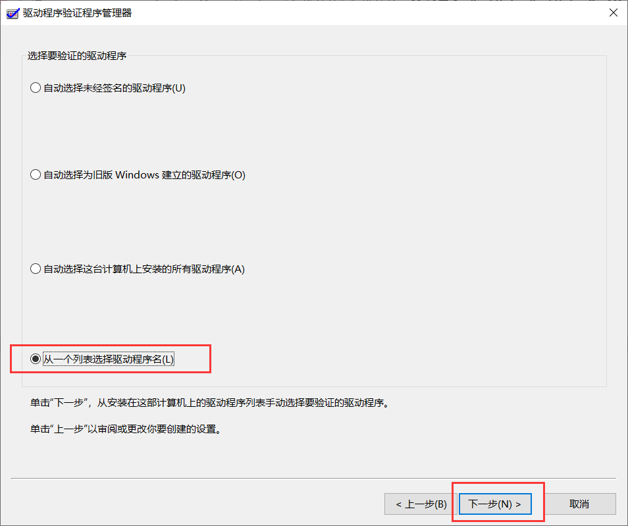 驱动程序验证程序管理器
选择要验证的驱动程序
自动选择未经签名的驱动程序(U)
自动选择为旧版 Windows 建立的驱动程序(O)
自动选择这台计算机上安装的所有驱动程序(A)
从一个列表选择驱动程序名(L)
单击“下一步”，从安装在这部计算机上的驱动程序列表手动选择要验证的驱动程序。
单击“上一步”以审阅或更改你要创建的设置。
< 上一步(B) 下一步(N) > 取消